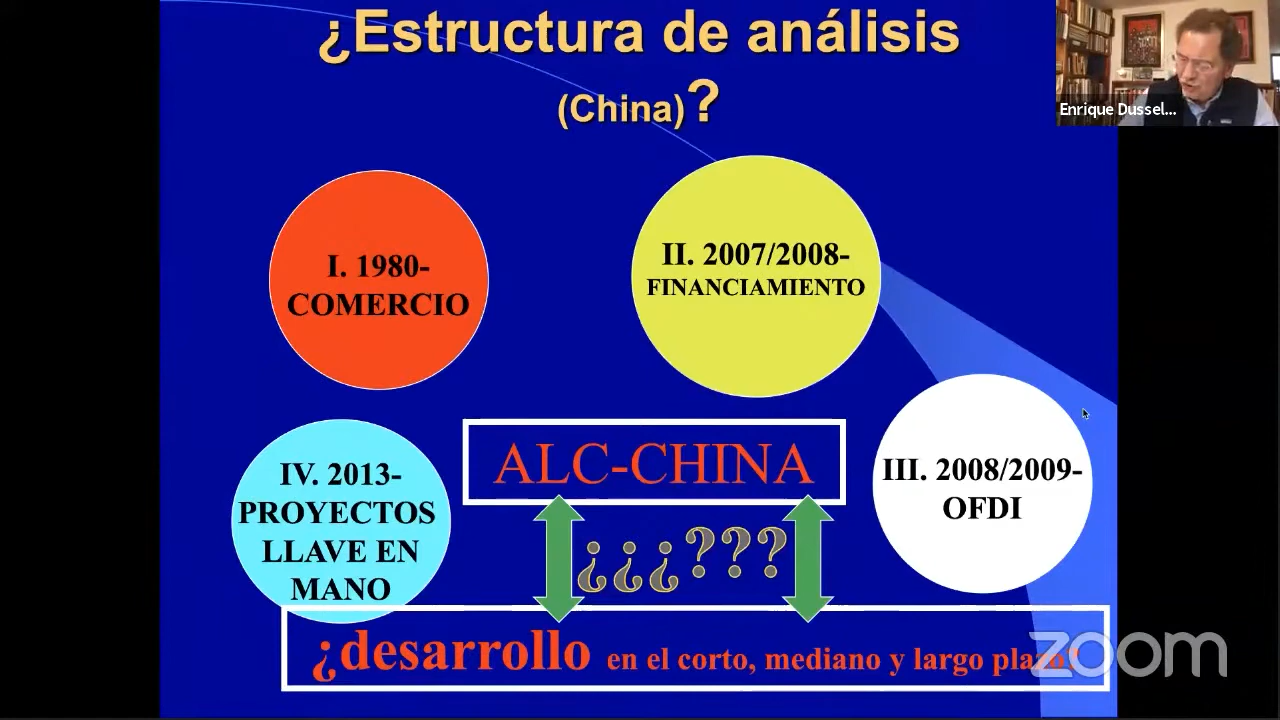 ¿Estructura de análisis
(China)?
Enrique Dussel...
I. 1980-
COMERCIO
II. 2007/2008-
FINANCIAMIENTO
IV. 2013-
PROYECTOS
LLAVE EN
MANO
ALC-CHINA
III. 2008/2009-
OFDI
¿¿¿???
¿desarrollo en el corto, mediano y largo plazo?
zoom